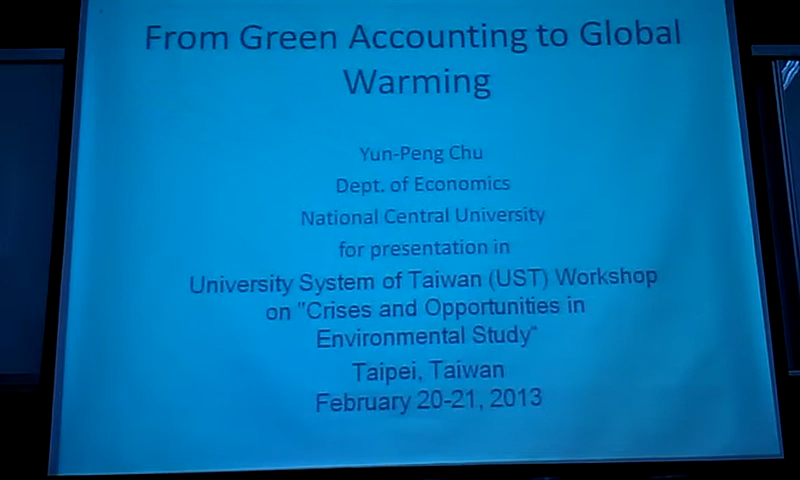 From Green Accounting to Global
Warming
Yun-Peng Chu
Dept. of Economics
National Central University
for presentation in
University System of Taiwan (UST) Workshop
on "Crises and Opportunities in
Environmental Study"
Taipei, Taiwan
February 20-21, 2013